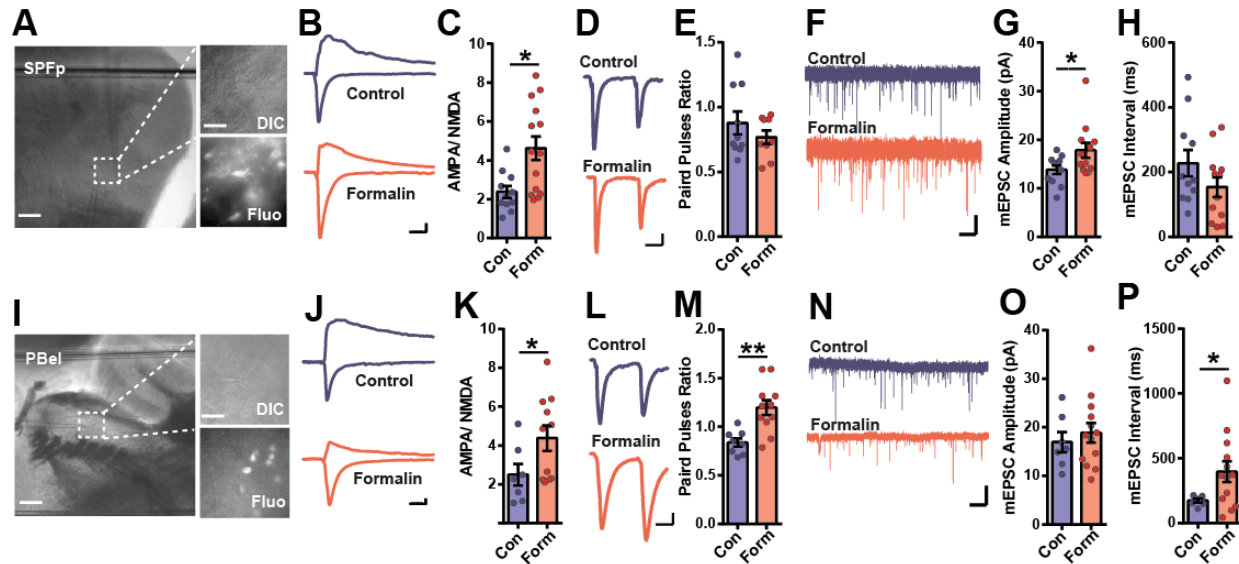 A
SPFp
DIC
Fluo
B
Control
Formalin
C
AMPA/ NMDA
10
8
6
4
2
0
*
Con
Form
D
Control
Formalin
E
Paird Pulses Ratio
1.5
1.0
0.5
0.0
Con
Form
F
Control
Formalin
G
mEPSC Amplitude (pA)
40
30
20
10
0
*
Con
Form
H
mEPSC Interval (ms)
600
400
200
0
Con
Form
I
PBel
DIC
Fluo
J
Control
Formalin
K
AMPA/ NMDA
10
8
6
4
2
*
Con
Form
L
Control
Formalin
M
Paird Pulses Ratio
2.0
1.5
1.0
0.5
0.0
**
Con
Form
N
Control
Formalin
O
mEPSC Amplitude (pA)
40
30
20
10
0
Con
Form
P
mEPSC Interval (ms)
1500
1000
500
0
*
Con
Form